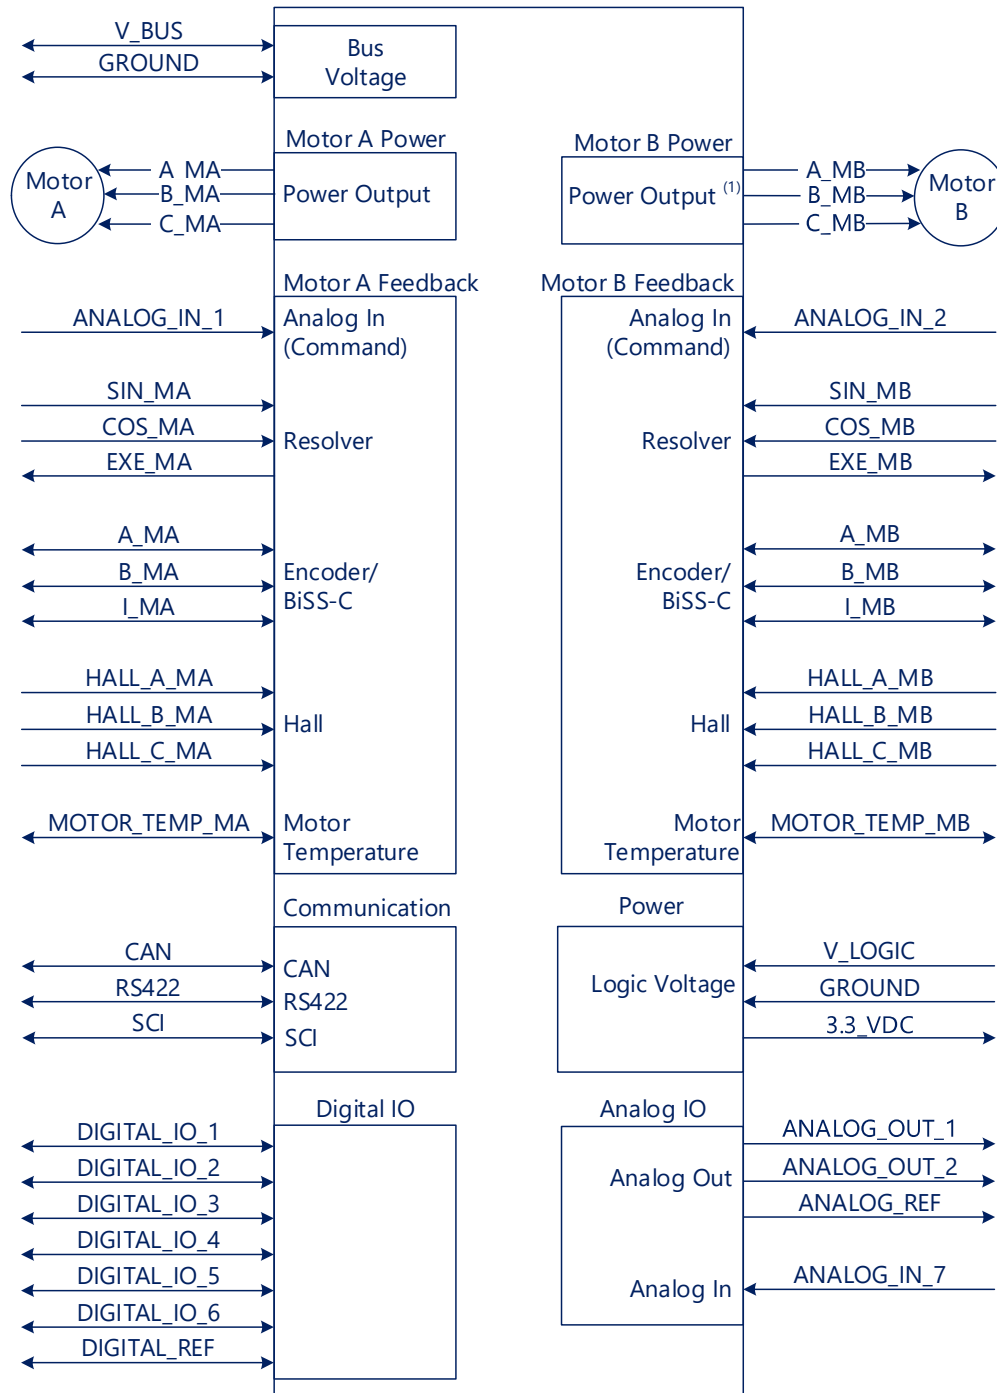 V_BUS
GROUND
Bus
Voltage
Motor A Power
A_MA
B_MA
C_MA
Motor
A
Power Output
Motor B Power
Power Output (1)
A_MB
B_MB
C_MB
Motor
B
Motor A Feedback
ANALOG_IN_1
Analog In
(Command)
SIN_MA
COS_MA
EXE_MA
Resolver
A_MA
B_MA
I_MA
Encoder/
BiSS-C
HALL_A_MA
HALL_B_MA
HALL_C_MA
Hall
MOTOR_TEMP_MA
Motor
Temperature
Motor B Feedback
Analog In
(Command)
ANALOG_IN_2
Resolver
SIN_MB
COS_MB
EXE_MB
Encoder/
BiSS-C
A_MB
B_MB
I_MB
Hall
HALL_A_MB
HALL_B_MB
HALL_C_MB
Motor
Temperature
MOTOR_TEMP_MB
Communication
CAN
RS422
SCI
CAN
RS422
SCI
Power
Logic Voltage
V_LOGIC
GROUND
3.3_VDC
Digital IO
DIGITAL_IO_1
DIGITAL_IO_2
DIGITAL_IO_3
DIGITAL_IO_4
DIGITAL_IO_5
DIGITAL_IO_6
DIGITAL_REF
Analog IO
Analog Out
ANALOG_OUT_1
ANALOG_OUT_2
ANALOG_REF
Analog In
ANALOG_IN_7